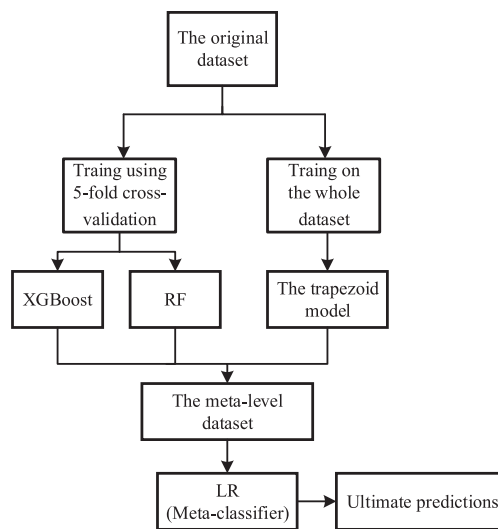 The original
dataset
Traing using
5-fold cross-
validation
Traing on
the whole
dataset
XGBoost
RF
The trapezoid
model
The meta-level
dataset
LR
(Meta-classifier)
Ultimate predictions